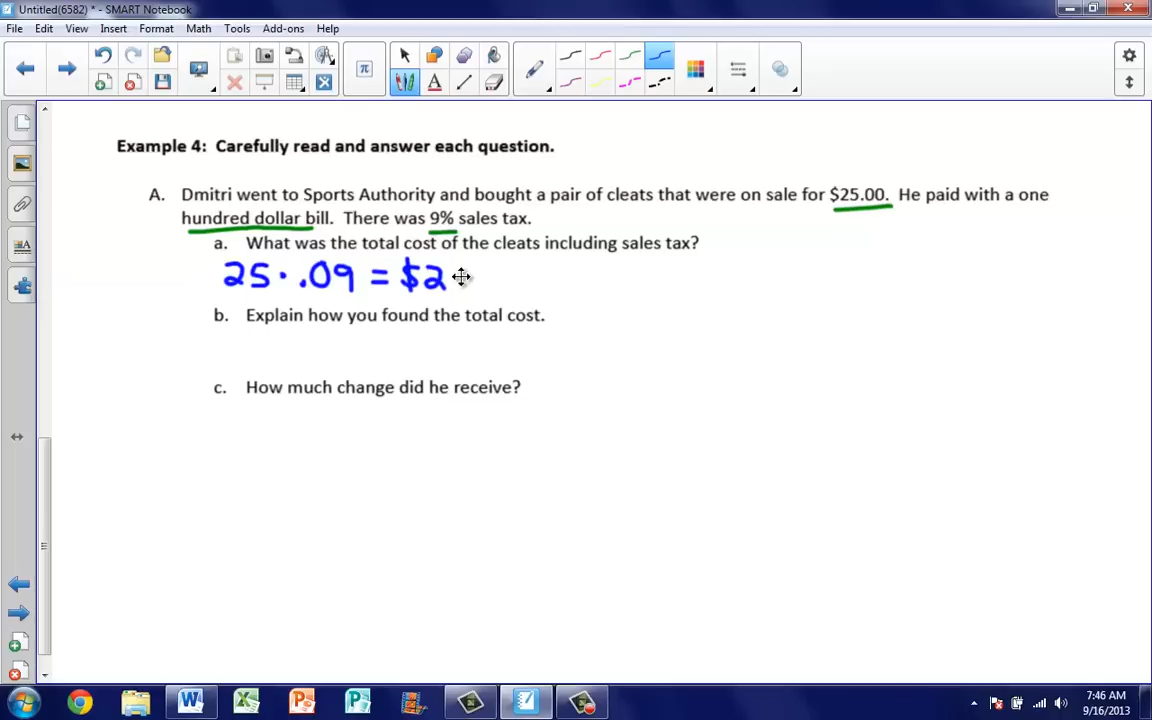 Untitled(6582) * - SMART Notebook
File Edit View Insert Format Math Tools Add-ons Help
π A
Example 4: Carefully read and answer each question.
A. Dmitri went to Sports Authority and bought a pair of cleats that were on sale for $25.00. He paid with a one
hundred dollar bill. There was 9% sales tax.
a. What was the total cost of the cleats including sales tax?
25 · .09 = $2
b. Explain how you found the total cost.
c. How much change did he receive?
7:46 AM
9/16/2013